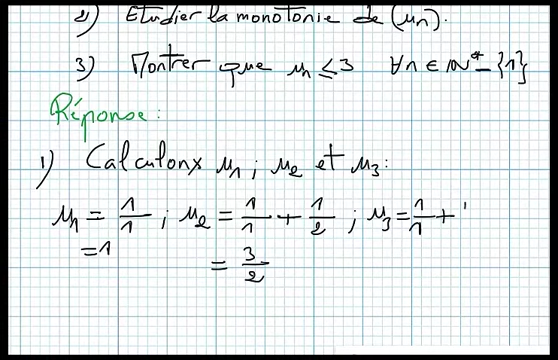 2) Etudier la monotonie de (un).
3) Montrer que un ≤ 3 ∀n ∈ IN* - {1}
Réponse :
1) Calculons u1 ; u2 et u3 :
u1 = 1/1 ; u2 = 1/1 + 1/2 ; u3 = 1/1 +
= 1 = 3/2